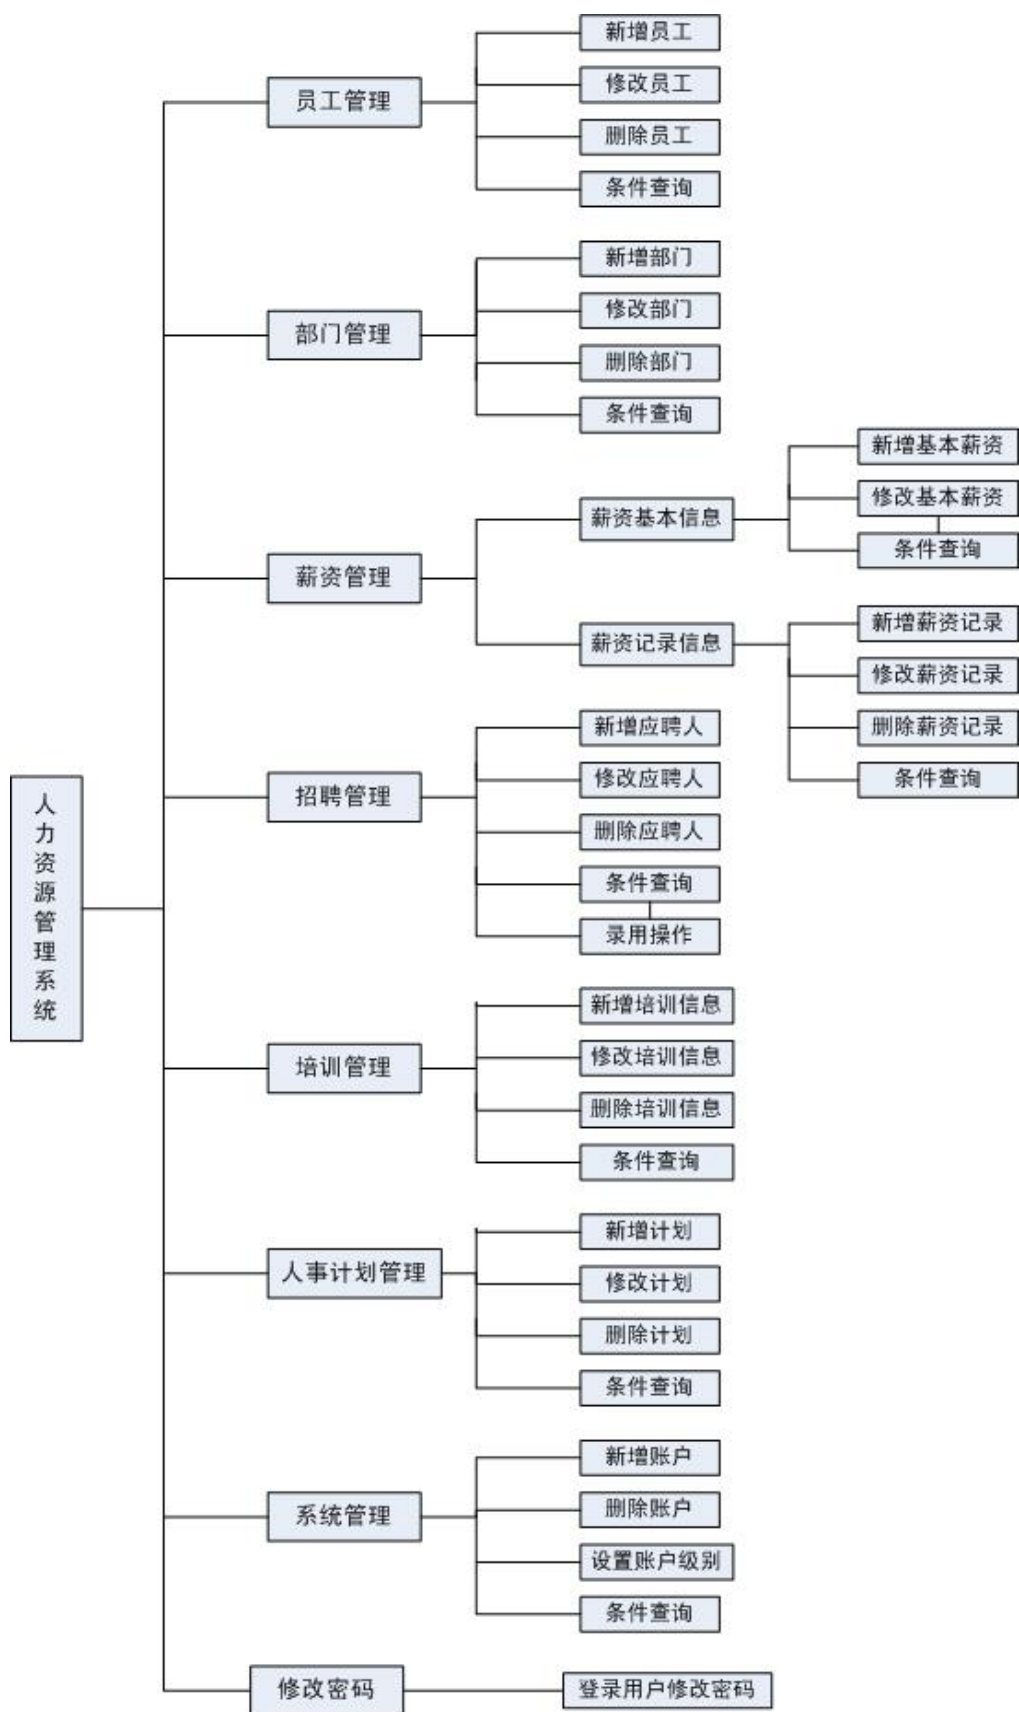 人力资源管理系统
员工管理
新增员工
修改员工
删除员工
条件查询
部门管理
新增部门
修改部门
删除部门
条件查询
薪资管理
薪资基本信息
新增基本薪资
修改基本薪资
条件查询
薪资记录信息
新增薪资记录
修改薪资记录
删除薪资记录
条件查询
招聘管理
新增应聘人
修改应聘人
删除应聘人
条件查询
录用操作
培训管理
新增培训信息
修改培训信息
删除培训信息
条件查询
人事计划管理
新增计划
修改计划
删除计划
条件查询
系统管理
新增账户
删除账户
设置账户级别
条件查询
修改密码
登录用户修改密码